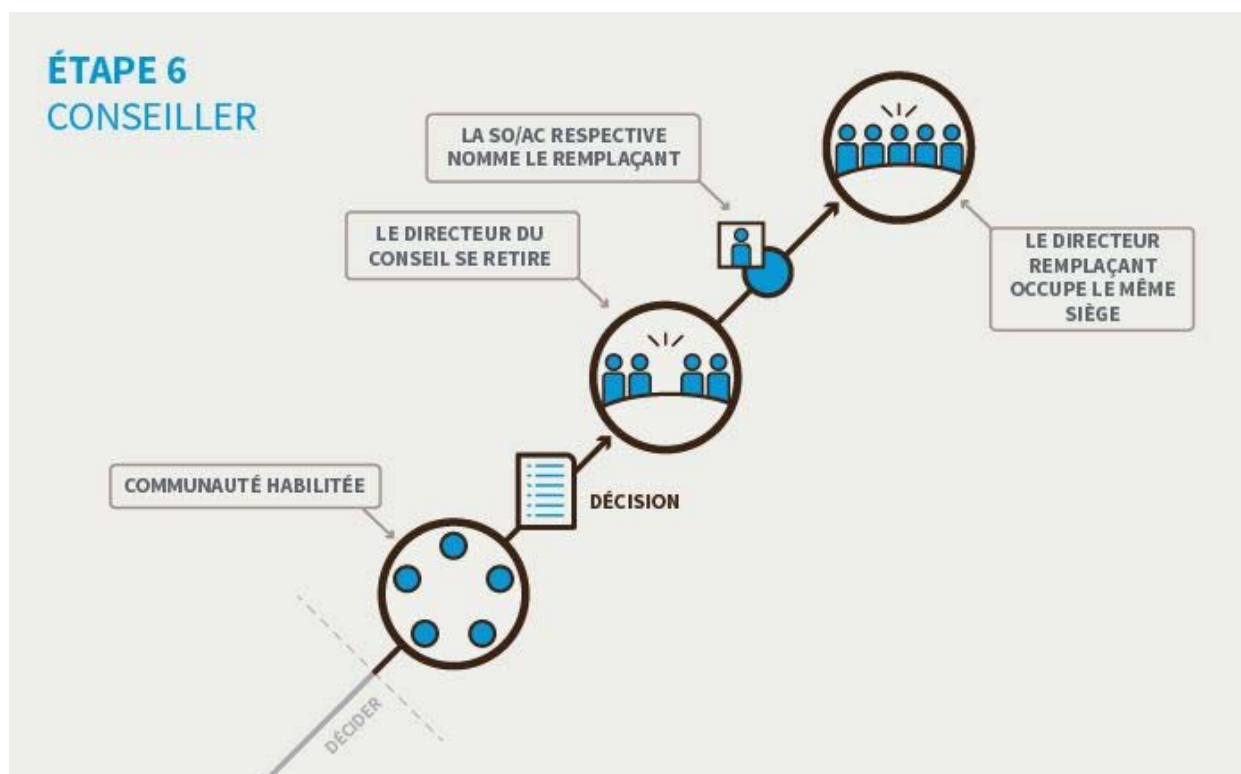 ÉTAPE 6
CONSEILLER
LA SO/AC RESPECTIVE
NOMME LE REMPLAÇANT
LE DIRECTEUR DU
CONSEIL SE RETIRE
LE DIRECTEUR
REMPLAÇANT
OCCUPE LE MÊME
SIÈGE
COMMUNAUTÉ HABILITÉE
DÉCISION
DÉCIDER